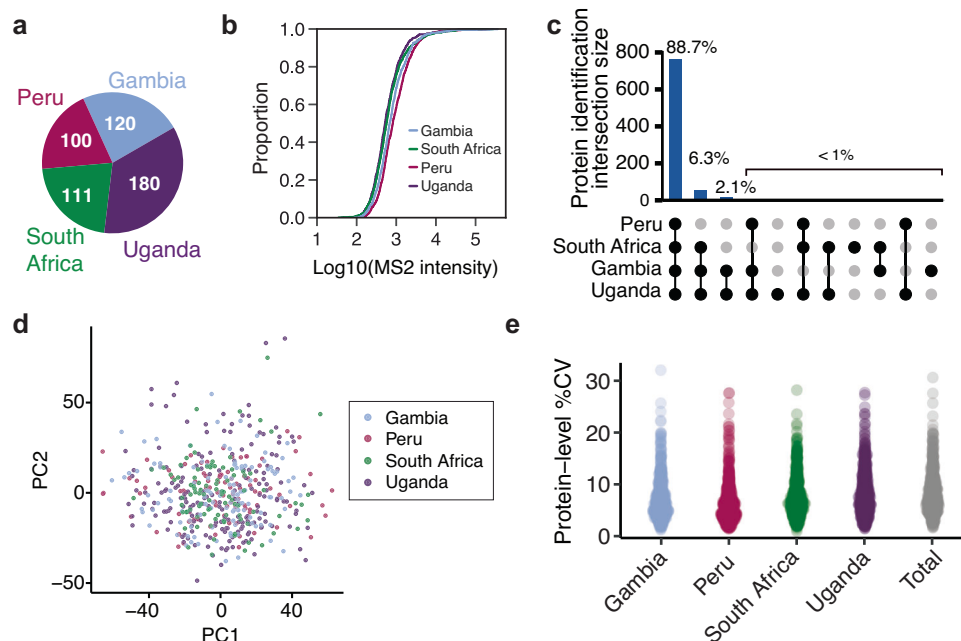 a
Gambia
Peru
120
100
111
180
South
Africa
Uganda
b
Proportion
1.0
0.8
0.6
0.4
0.2
0.0
Gambia
South Africa
Peru
Uganda
1 2 3 4 5
Log10(MS2 intensity)
c
Protein identification
intersection size
800
600
400
200
0
88.7%
6.3%
2.1%
< 1%
Peru
South Africa
Gambia
Uganda
d
PC2
50
0
−50
−40 0 40
PC1
Gambia
Peru
South Africa
Uganda
e
Protein−level %CV
30
20
10
0
Gambia
Peru
South Africa
Uganda
Total